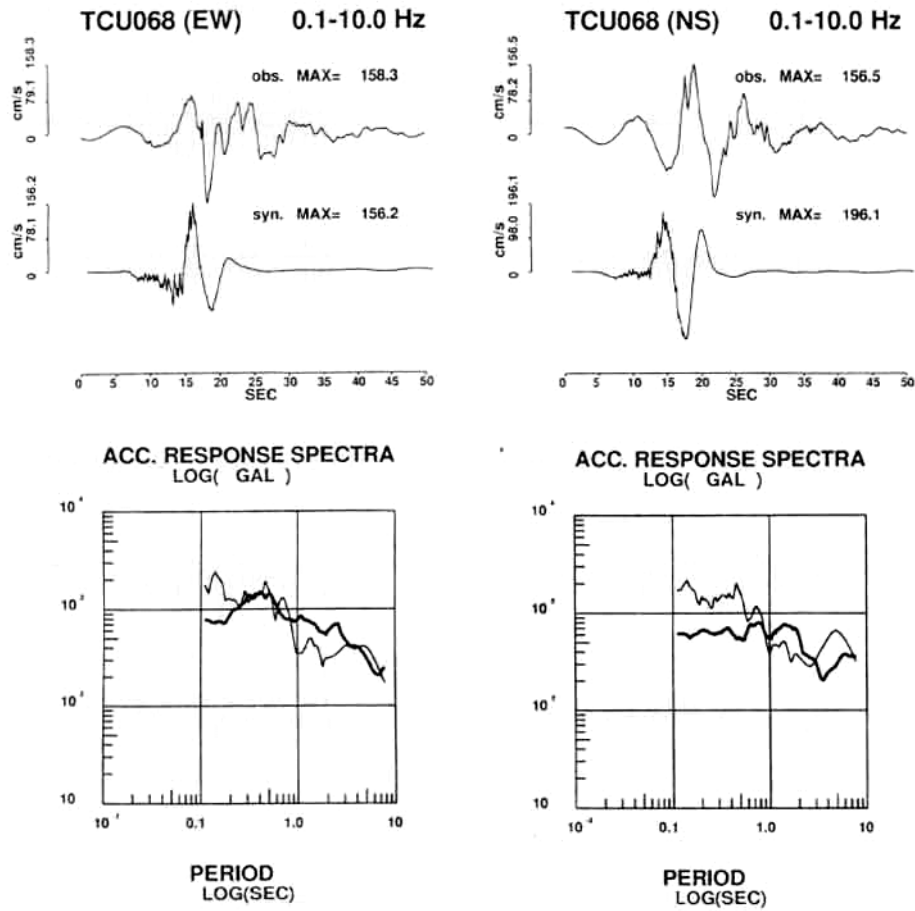 TCU068 (EW) 0.1-10.0 Hz
cm/s
0 79.1 158.3
obs. MAX= 158.3
cm/s
0 78.1 156.2
syn. MAX= 156.2
0 5 10 15 20 25 30 35 40 45 50
SEC
TCU068 (NS) 0.1-10.0 Hz
cm/s
0 78.2 156.5
obs. MAX= 156.5
cm/s
0 98.0 196.1
syn. MAX= 196.1
0 5 10 15 20 25 30 35 40 45 50
SEC
ACC. RESPONSE SPECTRA
LOG( GAL )
10
0.1 1.0 10
PERIOD
LOG(SEC)
ACC. RESPONSE SPECTRA
LOG( GAL )
10
0.1 1.0 10
PERIOD
LOG(SEC)